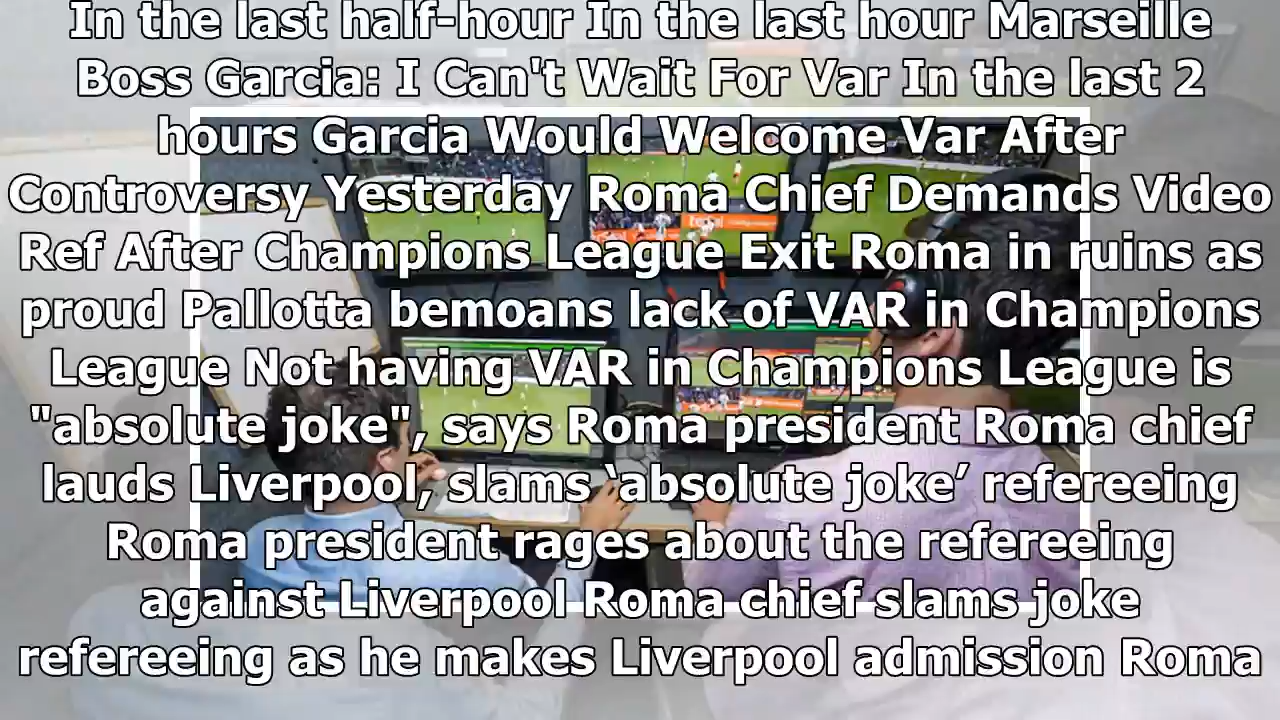 In the last half-hour In the last hour Marseille
Boss Garcia: I Can't Wait For Var In the last 2
hours Garcia Would Welcome Var After
Controversy Yesterday Roma Chief Demands Video
Ref After Champions League Exit Roma in ruins as
proud Pallotta bemoans lack of VAR in Champions
League Not having VAR in Champions League is
"absolute joke", says Roma president Roma chief
lauds Liverpool, slams ‘absolute joke’ refereeing
Roma president rages about the refereeing
against Liverpool Roma chief slams joke
refereeing as he makes Liverpool admission Roma